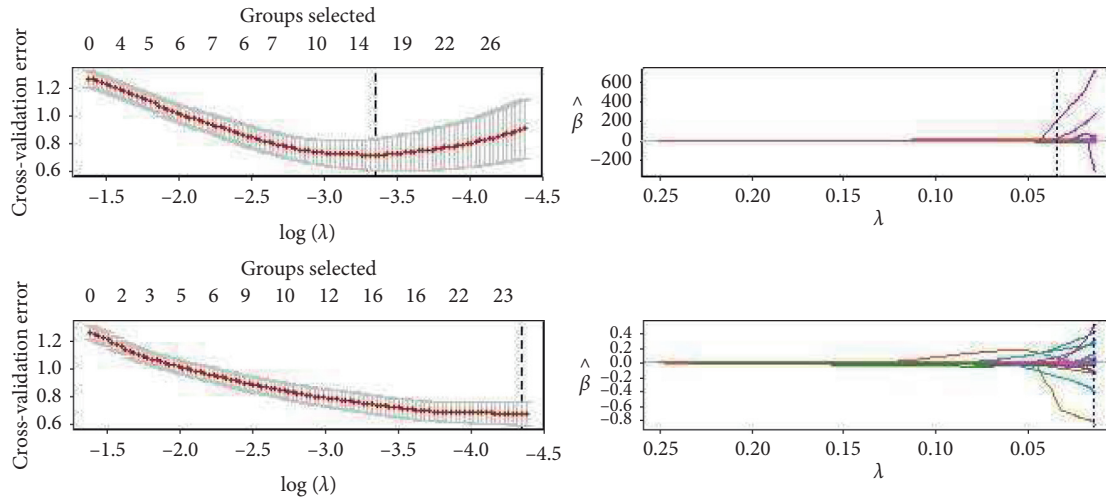 Groups selected
0 4 5 6 7 6 7 10 14 19 22 26
Cross-validation error
1.2
1.0
0.8
0.6
−1.5 −2.0 −2.5 −3.0 −3.5 −4.0 −4.5
log (λ)
600
400
200
0
−200
β̂
0.25 0.20 0.15 0.10 0.05
λ
Groups selected
0 2 3 5 6 9 10 12 16 16 22 23
Cross-validation error
1.2
1.0
0.8
0.6
−1.5 −2.0 −2.5 −3.0 −3.5 −4.0 −4.5
log (λ)
0.4
0.2
0.0
−0.2
−0.4
−0.6
−0.8
β̂
0.25 0.20 0.15 0.10 0.05
λ